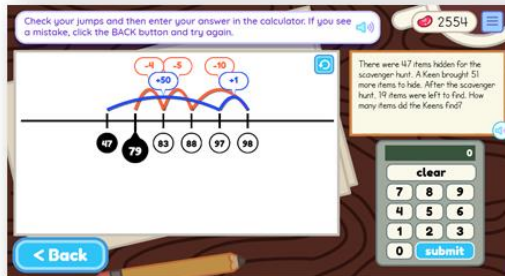 Check your jumps and then enter your answer in the calculator. If you see
a mistake, click the BACK button and try again.
2554
There were 47 items hidden for the
scavenger hunt. A Keen brought 51
more items to hide. After the scavenger
hunt, 19 items were left to find. How
many items did the Keens find?
-4 -5 -10
+50 +1
47 79 83 88 97 98
0
clear
7 8 9
4 5 6
1 2 3
0 submit
< Back